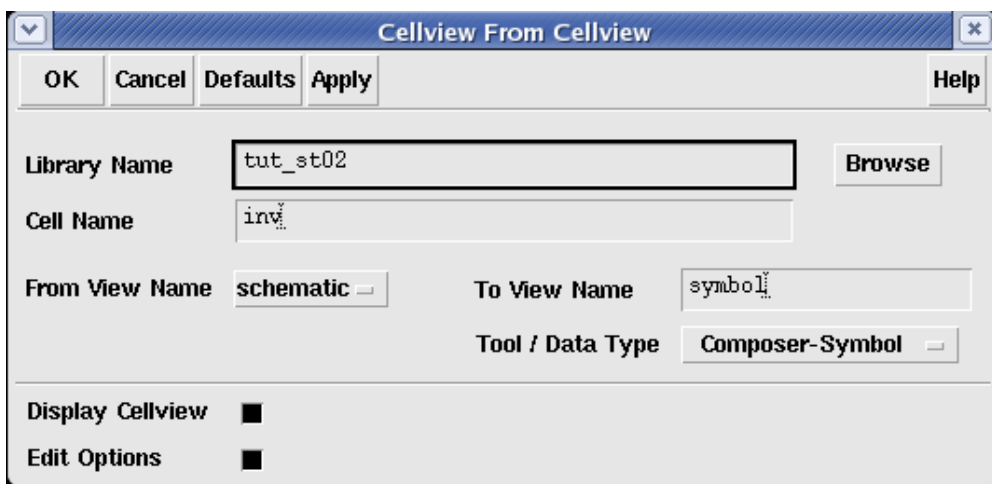 Cellview From Cellview
OK Cancel Defaults Apply Help
Library Name tut_st02 Browse
Cell Name inv
From View Name schematic To View Name symbol
Tool / Data Type Composer-Symbol
Display Cellview
Edit Options